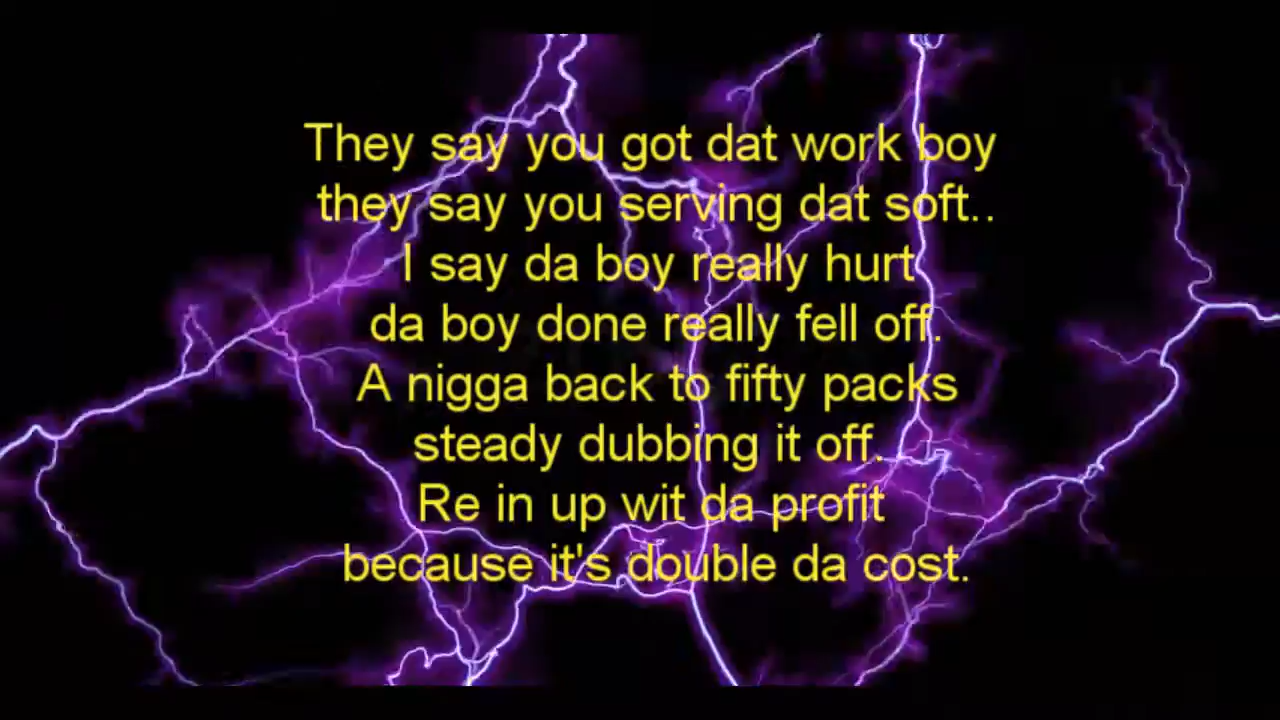 They say you got dat work boy
they say you serving dat soft..
I say da boy really hurt
da boy done really fell off.
A nigga back to fifty packs
steady dubbing it off.
Re in up wit da profit
because it's double da cost.